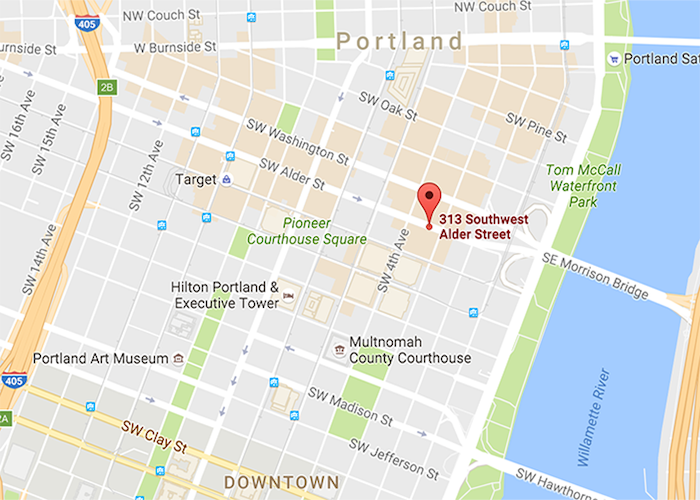 NW Couch St
NW Couch St
405
W Burnside St
urnside St
Portland
Portland Sat
2B
SW Oak St
SW Pine St
SW 16th Ave
SW 15th Ave
SW Washington St
SW 12th Ave
SW Alder St
Target
Tom McCall
Waterfront
Park
313 Southwest
Alder Street
Pioneer
Courthouse Square
SW 4th Ave
SW 14th Ave
SE Morrison Bridge
Hilton Portland &
Executive Tower
Multnomah
County Courthouse
Portland Art Museum
405
2A
SW Madison St
SW Clay St
SW Jefferson St
Willamette River
DOWNTOWN
SW Hawthorne